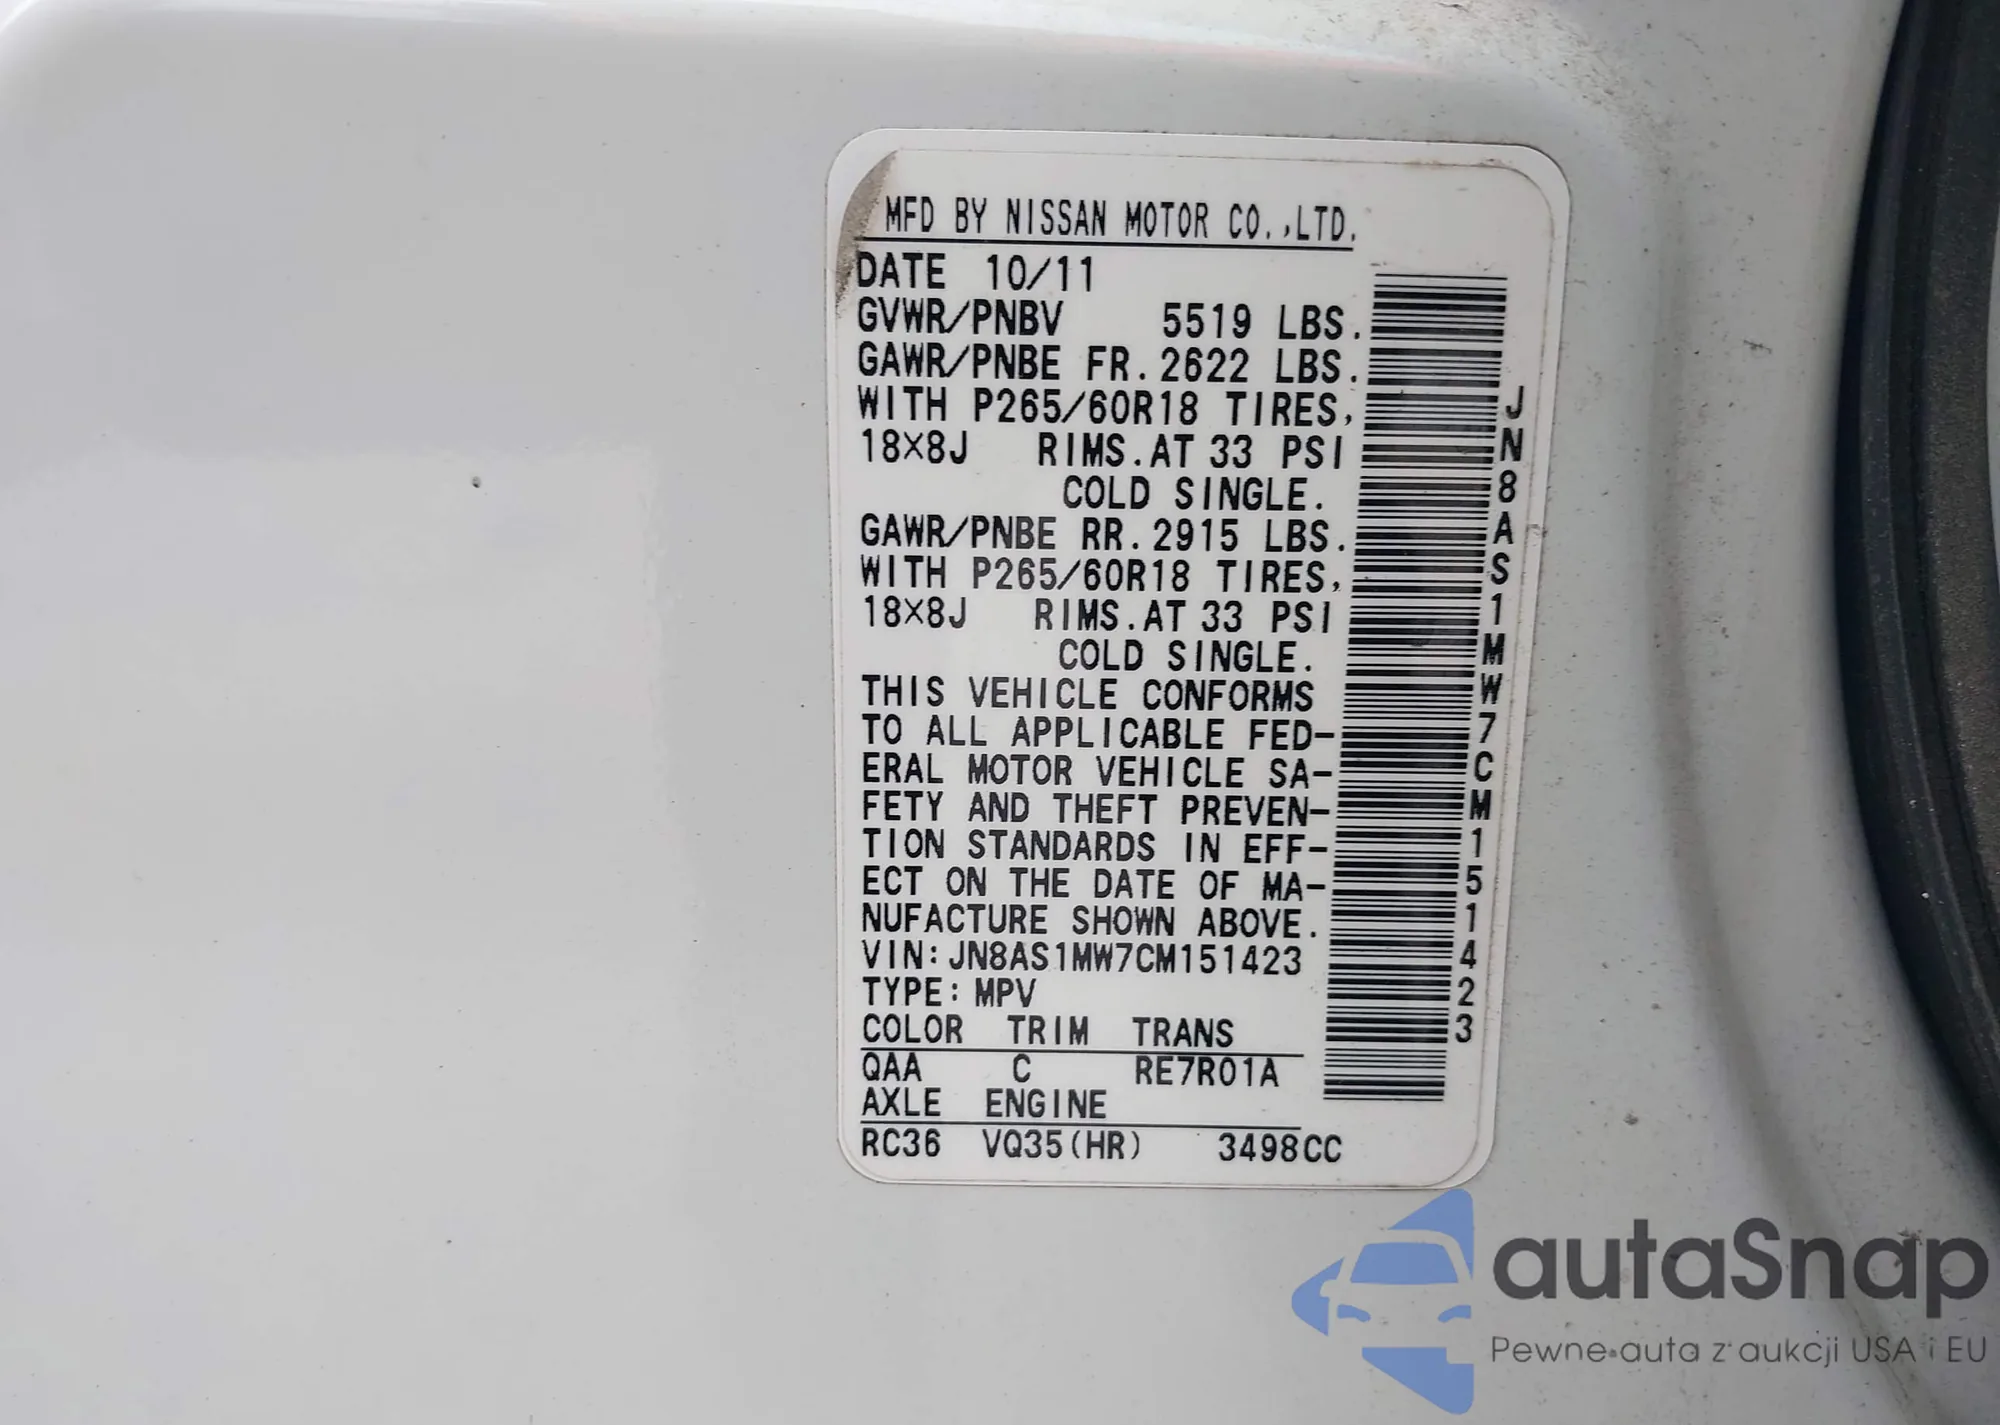 MFD BY NISSAN MOTOR CO.,LTD.
DATE 10/11
GVWR/PNBV 5519 LBS.
GAWR/PNBE FR.2622 LBS.
WITH P265/60R18 TIRES,
18×8J RIMS.AT 33 PSI
COLD SINGLE.
GAWR/PNBE RR.2915 LBS.
WITH P265/60R18 TIRES,
18×8J RIMS.AT 33 PSI
COLD SINGLE.
THIS VEHICLE CONFORMS
TO ALL APPLICABLE FED-
ERAL MOTOR VEHICLE SA-
FETY AND THEFT PREVEN-
TION STANDARDS IN EFF-
ECT ON THE DATE OF MA-
NUFACTURE SHOWN ABOVE.
VIN:JN8AS1MW7CM151423
TYPE:MPV
COLOR TRIM TRANS
QAA C RE7R01A
AXLE ENGINE
RC36 VQ35(HR) 3498CC
JN8AS1MW7CM151423
autaSnap
Pewne auta z aukcji USA i EU